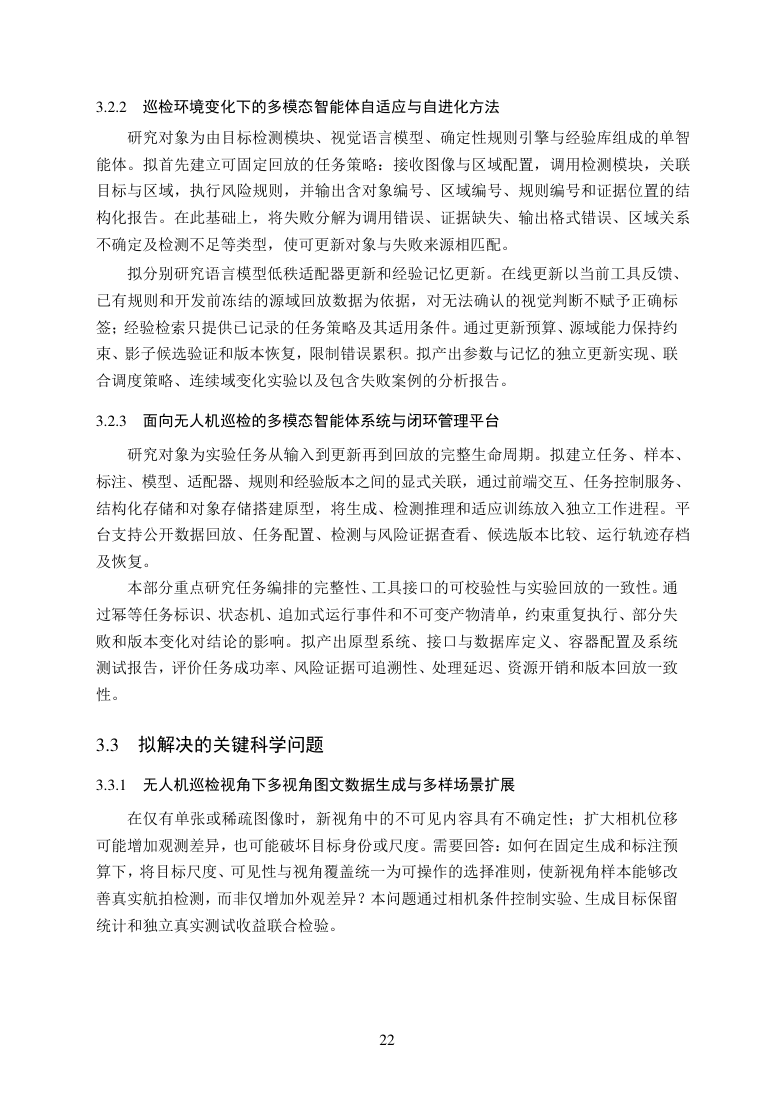 3.2.2 巡检环境变化下的多模态智能体自适应与自进化方法
研究对象为由目标检测模块、视觉语言模型、确定性规则引擎与经验库组成的单智
能体。拟首先建立可固定回放的任务策略：接收图像与区域配置，调用检测模块，关联
目标与区域，执行风险规则，并输出含对象编号、区域编号、规则编号和证据位置的结
构化报告。在此基础上，将失败分解为调用错误、证据缺失、输出格式错误、区域关系
不确定及检测不足等类型，使可更新对象与失败来源相匹配。
拟分别研究语言模型低秩适配器更新和经验记忆更新。在线更新以当前工具反馈、
已有规则和开发前冻结的源域回放数据为依据，对无法确认的视觉判断不赋予正确标
签；经验检索只提供已记录的任务策略及其适用条件。通过更新预算、源域能力保持约
束、影子候选验证和版本恢复，限制错误累积。拟产出参数与记忆的独立更新实现、联
合调度策略、连续域变化实验以及包含失败案例的分析报告。
3.2.3 面向无人机巡检的多模态智能体系统与闭环管理平台
研究对象为实验任务从输入到更新再到回放的完整生命周期。拟建立任务、样本、
标注、模型、适配器、规则和经验版本之间的显式关联，通过前端交互、任务控制服务、
结构化存储和对象存储搭建原型，将生成、检测推理和适应训练放入独立工作进程。平
台支持公开数据回放、任务配置、检测与风险证据查看、候选版本比较、运行轨迹存档
及恢复。
本部分重点研究任务编排的完整性、工具接口的可校验性与实验回放的一致性。通
过幂等任务标识、状态机、追加式运行事件和不可变产物清单，约束重复执行、部分失
败和版本变化对结论的影响。拟产出原型系统、接口与数据库定义、容器配置及系统
测试报告，评价任务成功率、风险证据可追溯性、处理延迟、资源开销和版本回放一致
性。
3.3 拟解决的关键科学问题
3.3.1 无人机巡检视角下多视角图文数据生成与多样场景扩展
在仅有单张或稀疏图像时，新视角中的不可见内容具有不确定性；扩大相机位移
可能增加观测差异，也可能破坏目标身份或尺度。需要回答：如何在固定生成和标注预
算下，将目标尺度、可见性与视角覆盖统一为可操作的选择准则，使新视角样本能够改
善真实航拍检测，而非仅增加外观差异？本问题通过相机条件控制实验、生成目标保留
统计和独立真实测试收益联合检验。
22